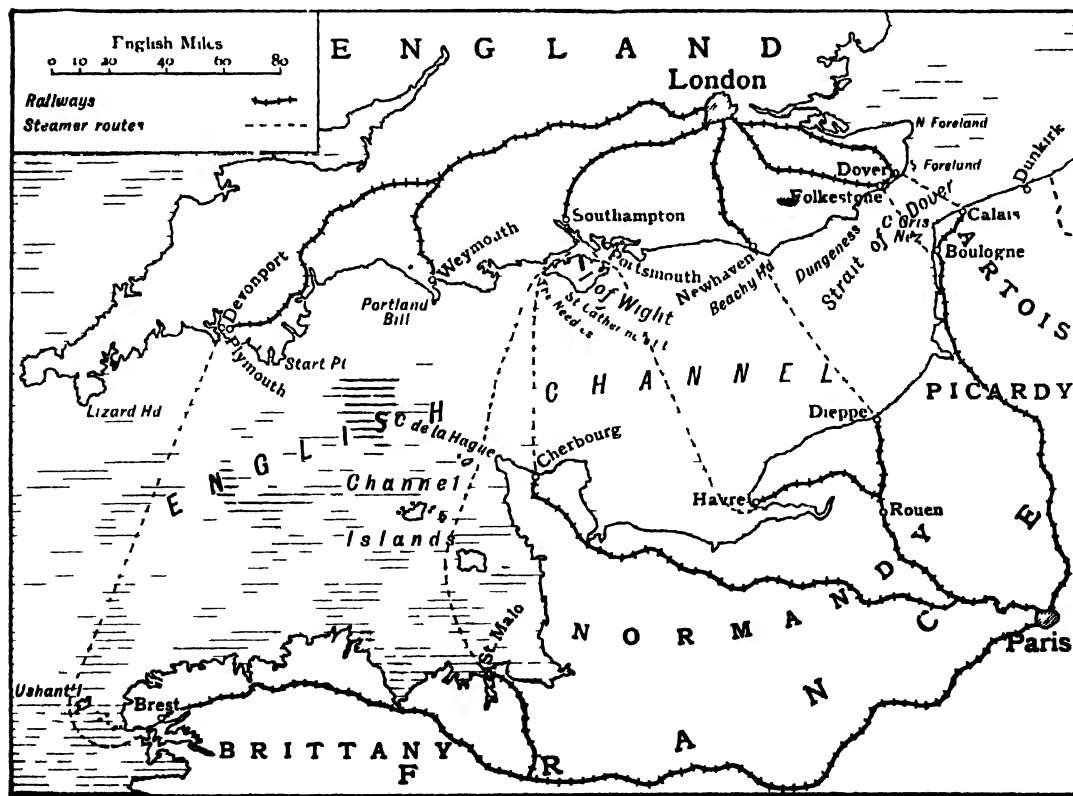 English Miles
0 10 20 40 60 80
Railways
Steamer routes
ENGLAND
London
N Foreland
Foreland
Dunkirk
Dover
Folkestone
Calais
C Gris Nez
Strait of Dover
Dungeness
Boulogne
ARTOIS
Southampton
Portsmouth
Weymouth
Newhaven
Beachy Hd
I of Wight
The Needles
Devonport
Plymouth
Portland Bill
Start Pt
Lizard Hd
ENGLISH CHANNEL
PICARDY
Dieppe
C de la Hague
Cherbourg
Channel Islands
Havre
Rouen
NORMANDY
St. Malo
Paris
Ushant I
Brest
BRITTANY
FRANCE